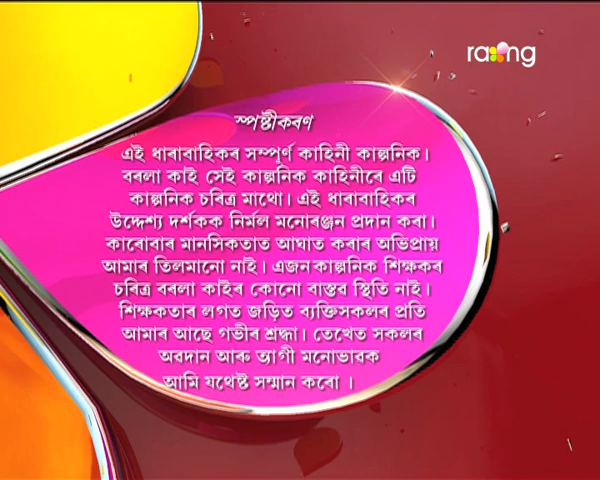 rang
স্পষ্টীকৰণ
এই ধাৰাবাহিকৰ সম্পূৰ্ণ কাহিনী কাল্পনিক।
বৰলা কাই সেই কাল্পনিক কাহিনীৰে এটি
কাল্পনিক চৰিত্ৰ মাথো। এই ধাৰাবাহিকৰ
উদ্দেশ্য দৰ্শকক নিৰ্মল মনোৰঞ্জন প্ৰদান কৰা।
কাৰোবাৰ মানসিকতাত আঘাত কৰাৰ অভিপ্ৰায়
আমাৰ তিলমানো নাই। এজন কাল্পনিক শিক্ষকৰ
চৰিত্ৰ বৰলা কাইৰ কোনো বাস্তৱ স্থিতি নাই।
শিক্ষকতাৰ লগত জড়িত ব্যক্তিসকলৰ প্ৰতি
আমাৰ আছে গভীৰ শ্ৰদ্ধা। তেখেত সকলৰ
অৱদান আৰু ত্যাগী মনোভাৱক
আমি যথেষ্ট সন্মান কৰো ।